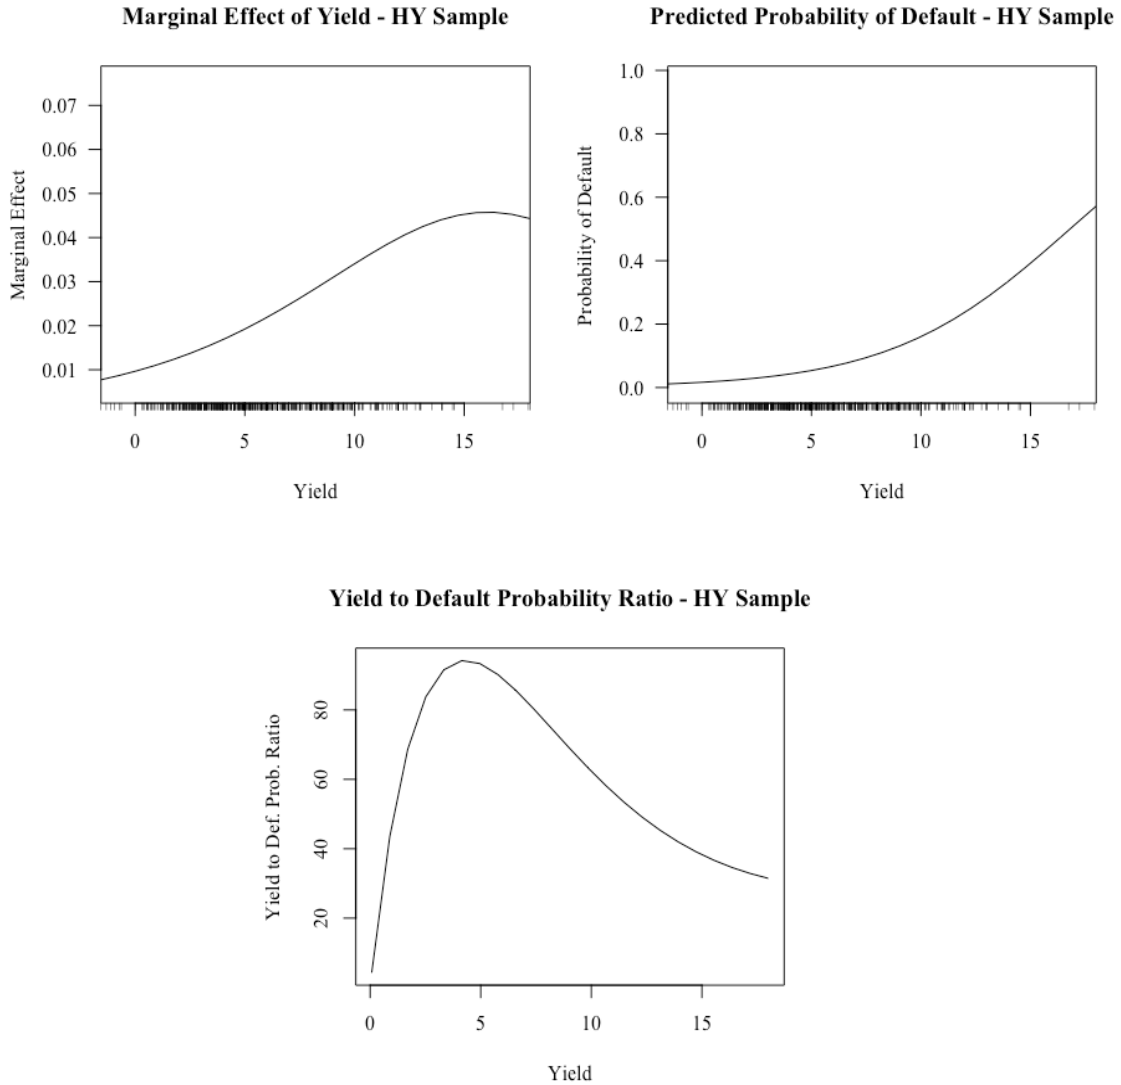 Marginal Effect of Yield - HY Sample
Marginal Effect
0.07
0.06
0.05
0.04
0.03
0.02
0.01
0 5 10 15
Yield
Predicted Probability of Default - HY Sample
Probability of Default
1.0
0.8
0.6
0.4
0.2
0.0
0 5 10 15
Yield
Yield to Default Probability Ratio - HY Sample
Yield to Def. Prob. Ratio
80
60
40
20
0 5 10 15
Yield